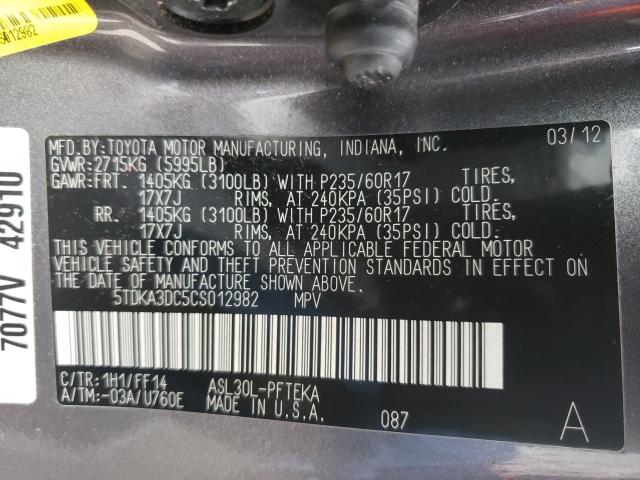 S012982
7077V 42910
MFD.BY:TOYOTA MOTOR MANUFACTURING, INDIANA, INC. 03/12
GVWR:2715KG (5995LB)
GAWR:FRT. 1405KG (3100LB) WITH P235/60R17 TIRES,
17X7J RIMS, AT 240KPA (35PSI) COLD.
RR. 1405KG (3100LB) WITH P235/60R17 TIRES,
17X7J RIMS, AT 240KPA (35PSI) COLD.
THIS VEHICLE CONFORMS TO ALL APPLICABLE FEDERAL MOTOR
VEHICLE SAFETY AND THEFT PREVENTION STANDARDS IN EFFECT ON
THE DATE OF MANUFACTURE SHOWN ABOVE.
5TDKA3DC5CS012982 MPV
C/TR:1H1/FF14 ASL30L-PFTEKA
A/TM:-03A/U760E MADE IN U.S.A. 087 A